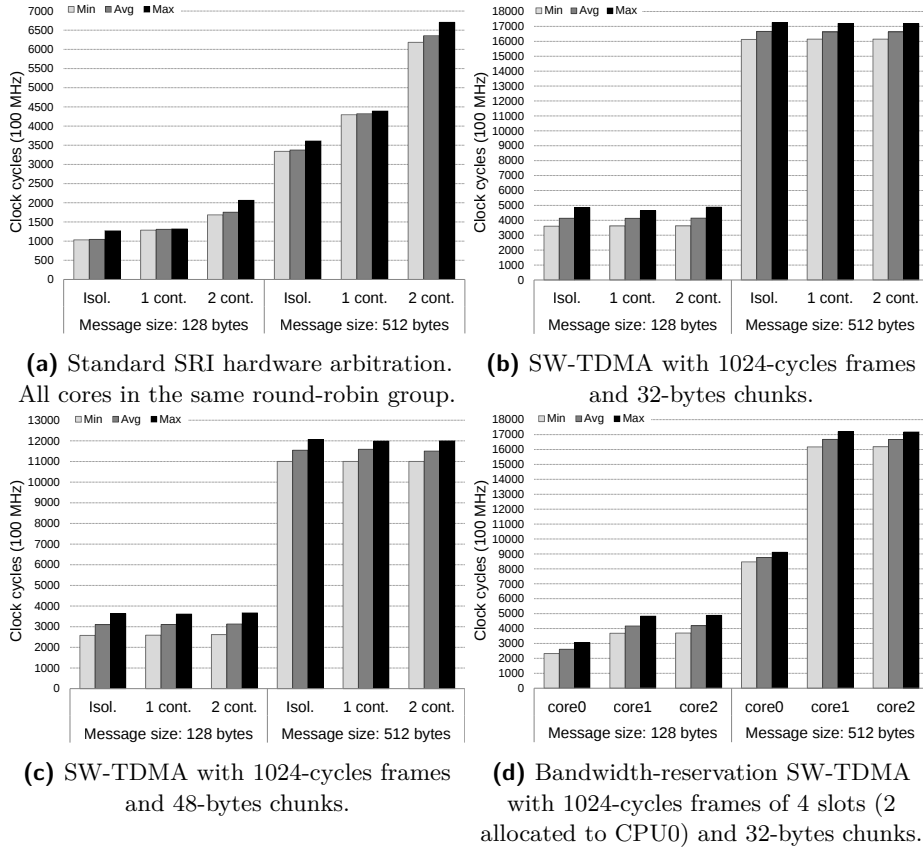 Min Avg Max
7000
6500
6000
5500
5000
4500
4000
3500
3000
2500
2000
1500
1000
500
0
Clock cycles (100 MHz)
Isol. 1 cont. 2 cont. Isol. 1 cont. 2 cont.
Message size: 128 bytes Message size: 512 bytes
(a) Standard SRI hardware arbitration.
All cores in the same round-robin group.
Min Avg Max
18000
17000
16000
15000
14000
13000
12000
11000
10000
9000
8000
7000
6000
5000
4000
3000
2000
1000
0
Clock cycles (100 MHz)
Isol. 1 cont. 2 cont. Isol. 1 cont. 2 cont.
Message size: 128 bytes Message size: 512 bytes
(b) SW-TDMA with 1024-cycles frames
and 32-bytes chunks.
Min Avg Max
13000
12000
11000
10000
9000
8000
7000
6000
5000
4000
3000
2000
1000
0
Clock cycles (100 MHz)
Isol. 1 cont. 2 cont. Isol. 1 cont. 2 cont.
Message size: 128 bytes Message size: 512 bytes
(c) SW-TDMA with 1024-cycles frames
and 48-bytes chunks.
Min Avg Max
18000
17000
16000
15000
14000
13000
12000
11000
10000
9000
8000
7000
6000
5000
4000
3000
2000
1000
0
Clock cycles (100 MHz)
core0 core1 core2 core0 core1 core2
Message size: 128 bytes Message size: 512 bytes
(d) Bandwidth-reservation SW-TDMA
with 1024-cycles frames of 4 slots (2
allocated to CPU0) and 32-bytes chunks.